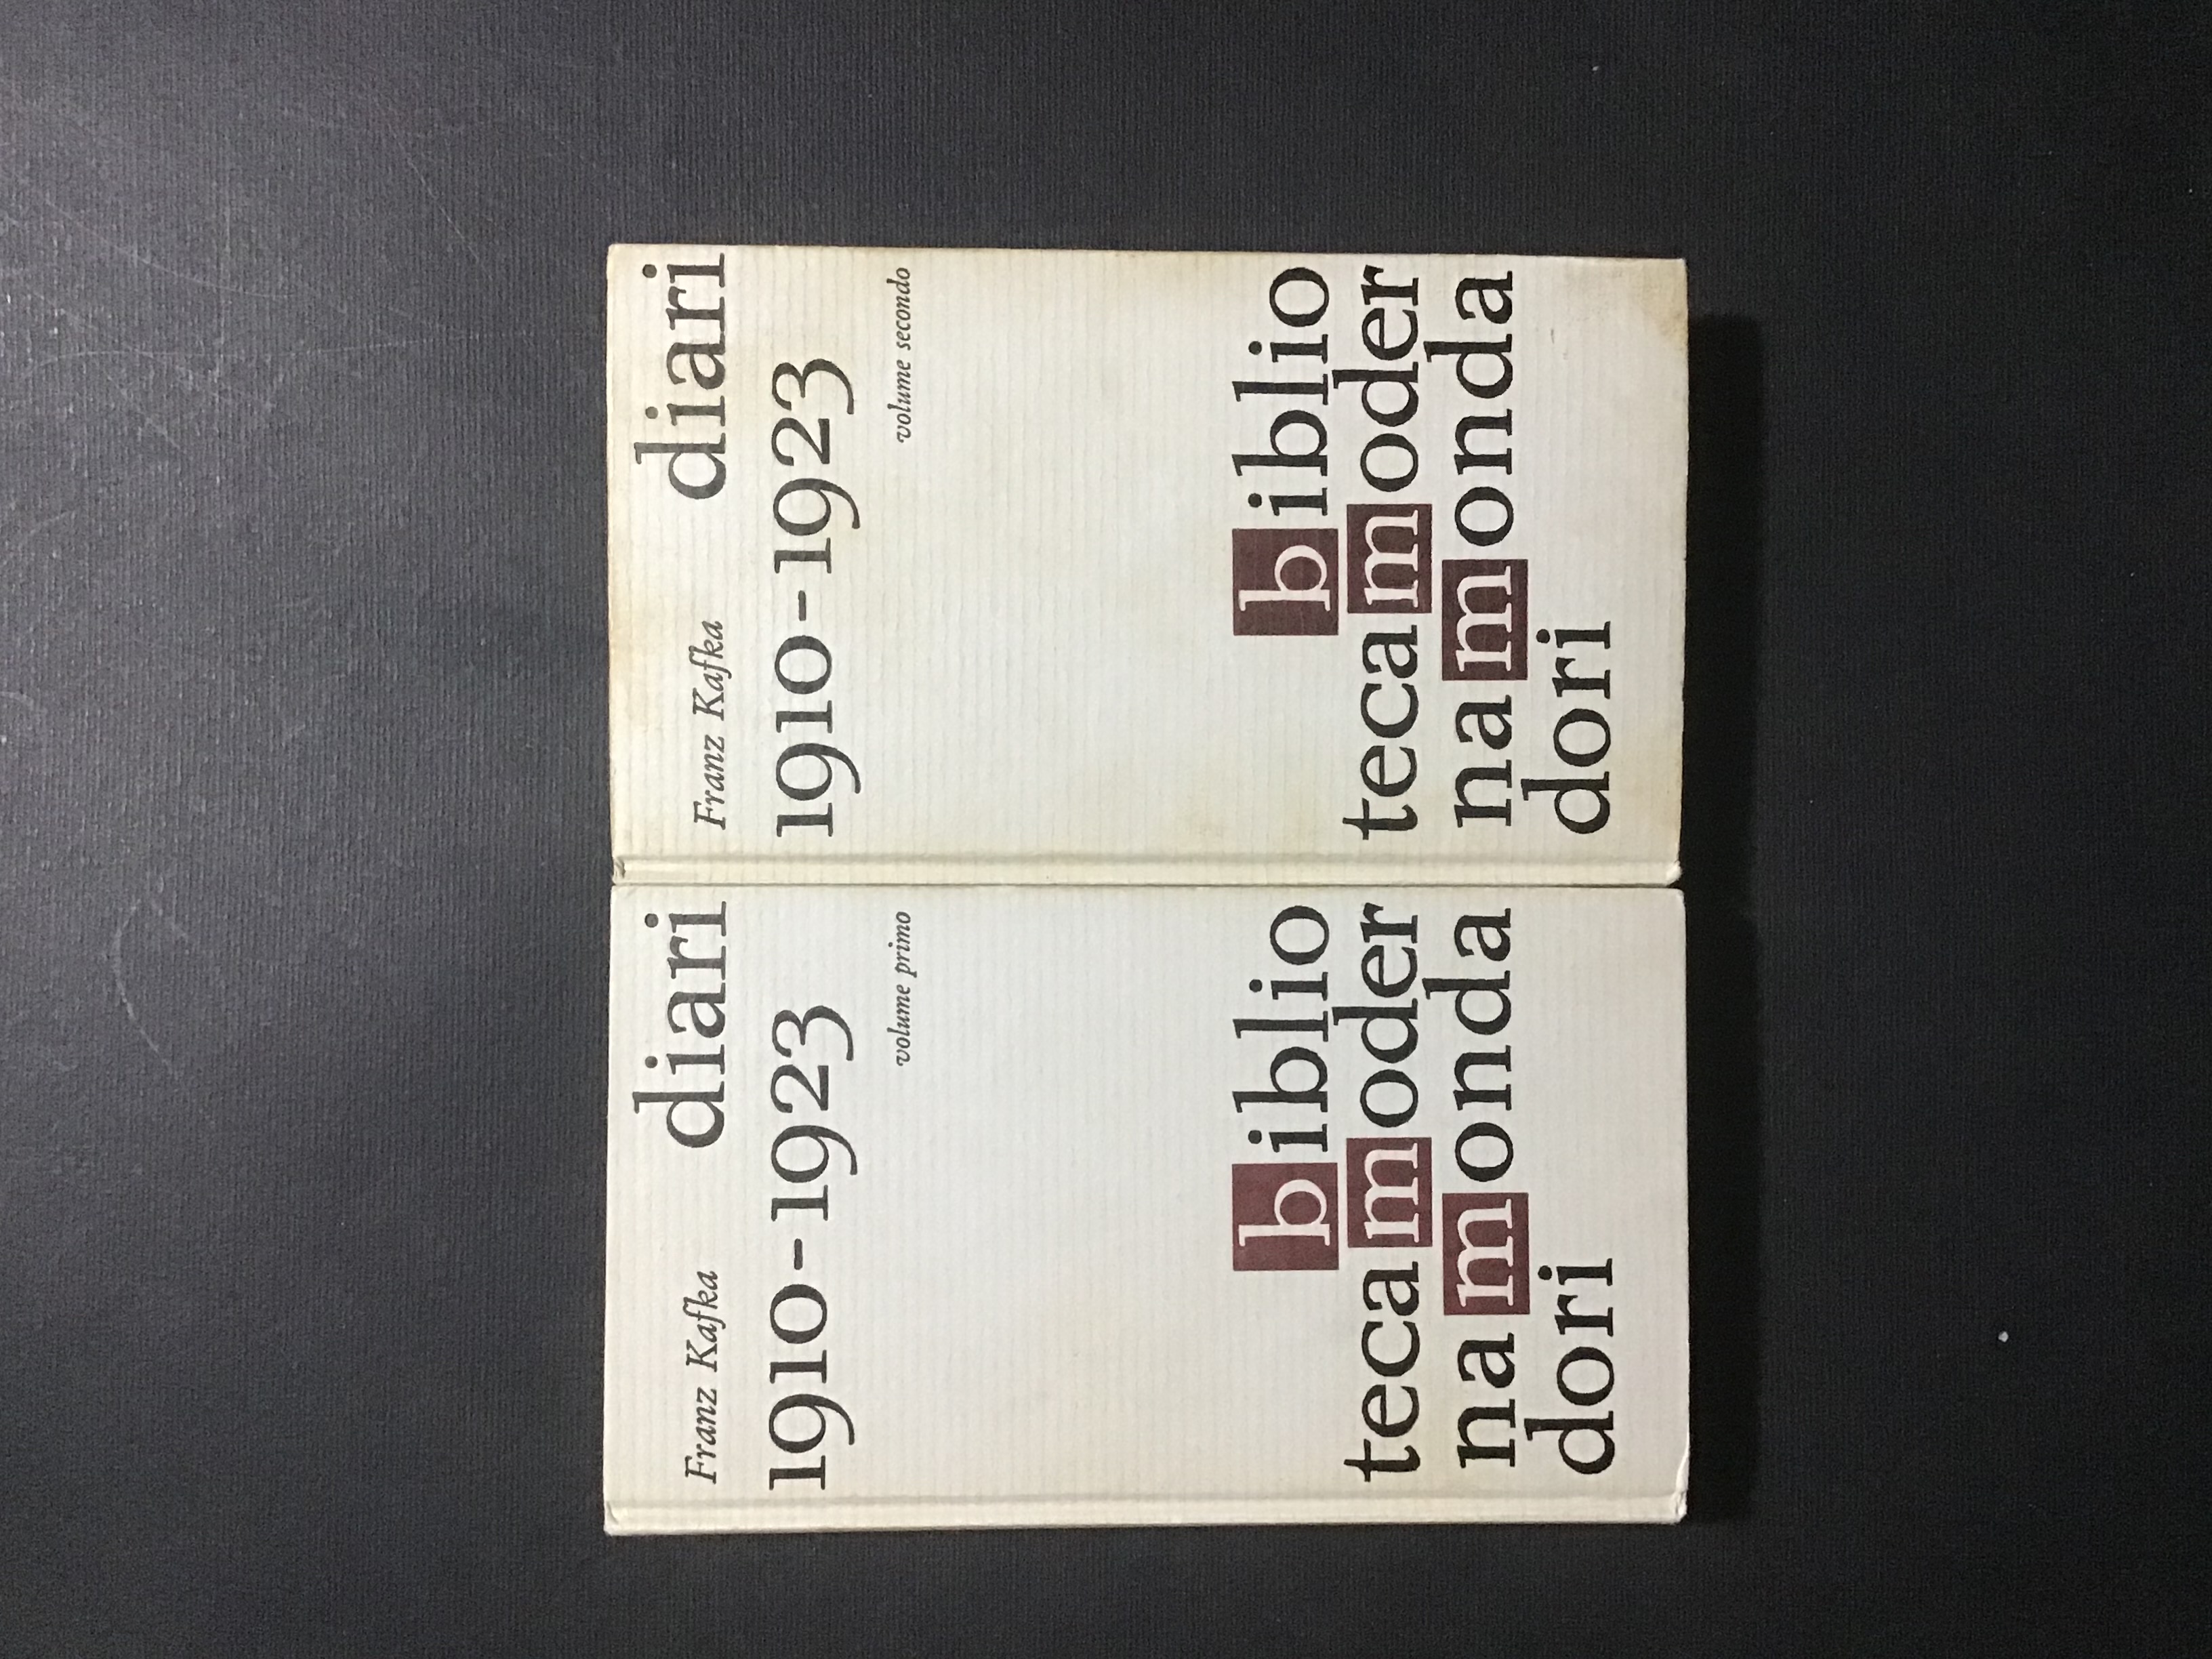 Franz Kafka diari
1910-1923
volume primo
biblio
tecamoder
namonda
dori
Franz Kafka diari
1910-1923
volume secondo
biblio
tecamoder
namonda
dori